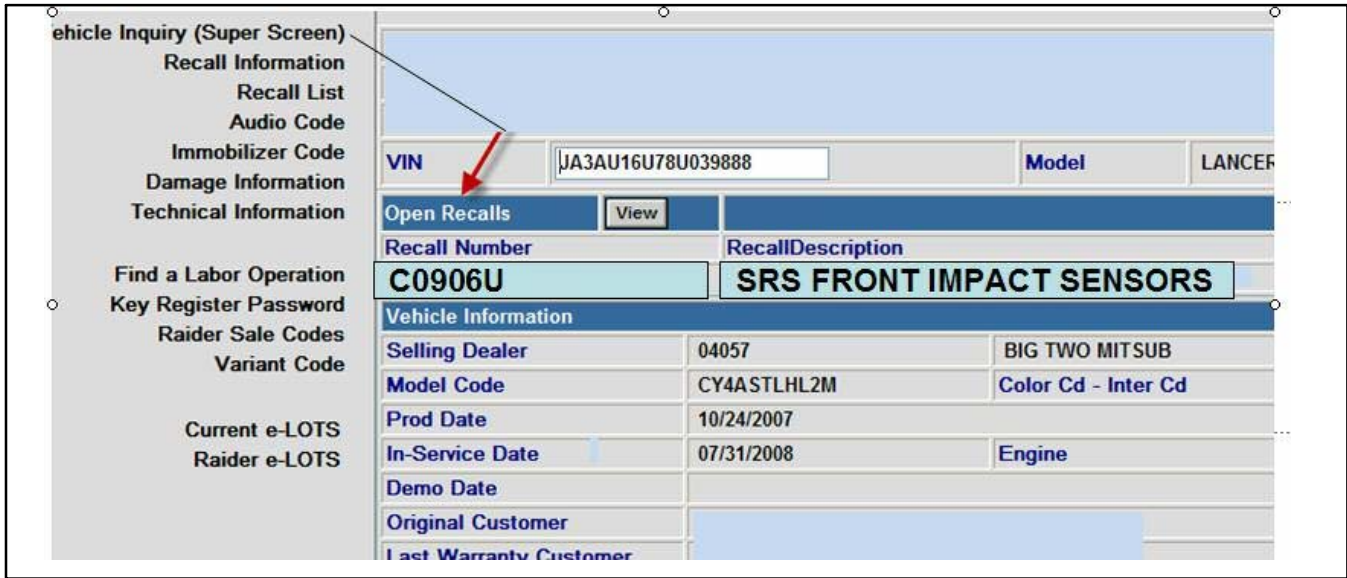 ehicle Inquiry (Super Screen)
Recall Information
Recall List
Audio Code
Immobilizer Code
Damage Information
Technical Information
Find a Labor Operation
Key Register Password
Raider Sale Codes
Variant Code
Current e-LOTS
Raider e-LOTS
VIN JA3AU16U78U039888 Model LANCER
Open Recalls View
Recall Number RecallDescription
C0906U SRS FRONT IMPACT SENSORS
Vehicle Information
Selling Dealer 04057 BIG TWO MITSUB
Model Code CY4ASTLHL2M Color Cd - Inter Cd
Prod Date 10/24/2007
In-Service Date 07/31/2008 Engine
Demo Date
Original Customer
Last Warranty Customer